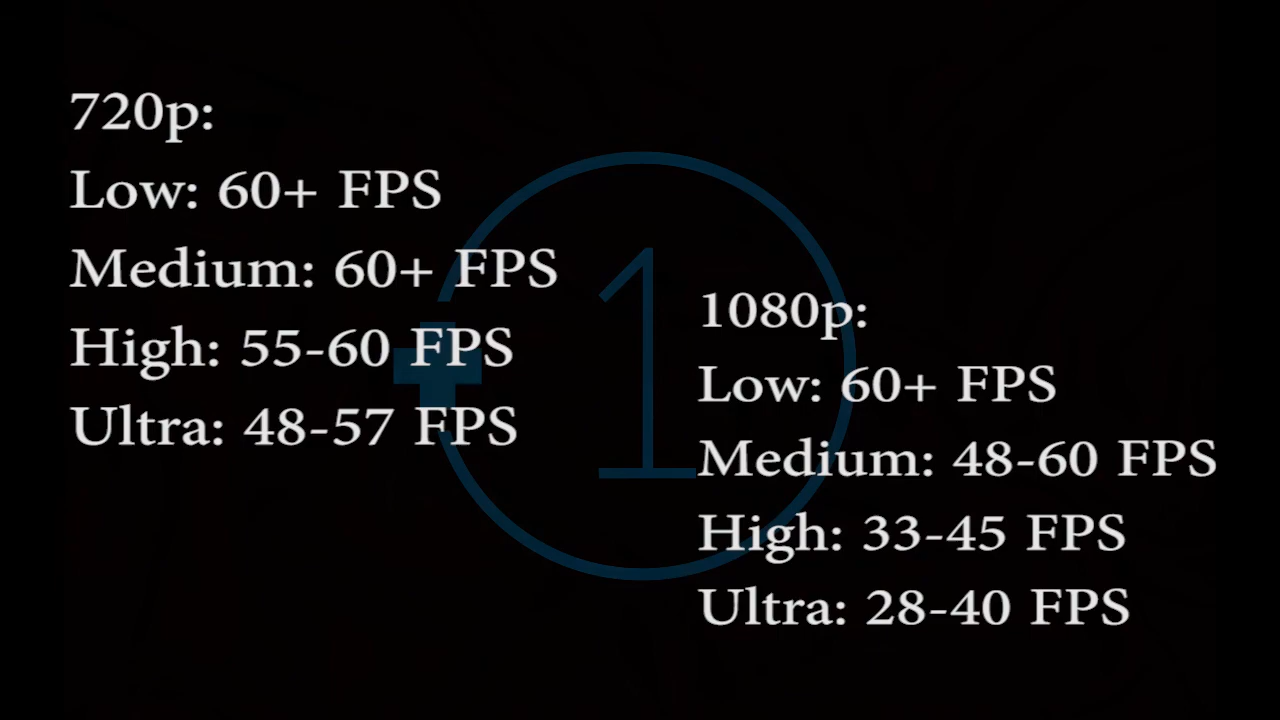 720p:
Low: 60+ FPS
Medium: 60+ FPS
High: 55-60 FPS
Ultra: 48-57 FPS
1
1080p:
Low: 60+ FPS
Medium: 48-60 FPS
High: 33-45 FPS
Ultra: 28-40 FPS